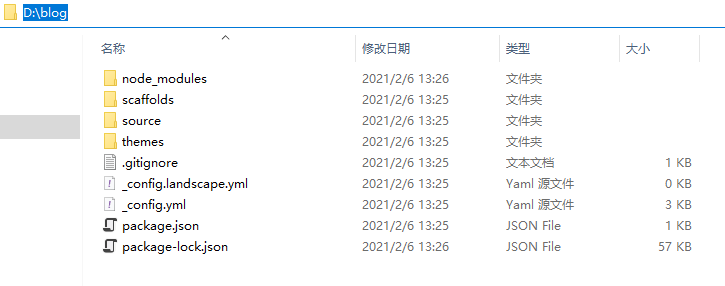 D:\blog
名称 修改日期 类型 大小
node_modules 2021/2/6 13:26 文件夹
scaffolds 2021/2/6 13:25 文件夹
source 2021/2/6 13:25 文件夹
themes 2021/2/6 13:25 文件夹
.gitignore 2021/2/6 13:25 文本文档 1 KB
_config.landscape.yml 2021/2/6 13:25 Yaml 源文件 0 KB
_config.yml 2021/2/6 13:25 Yaml 源文件 3 KB
package.json 2021/2/6 13:25 JSON File 1 KB
package-lock.json 2021/2/6 13:26 JSON File 57 KB